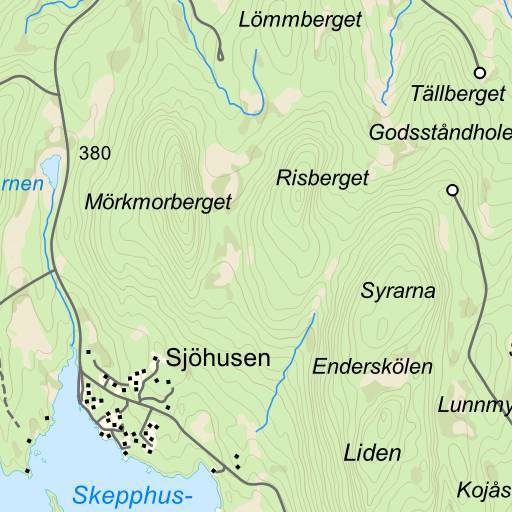 Lömmberget
Tällberget
Godsståndhole
380
Risberget
rnen
Mörkmorberget
Syrarna
Sjöhusen
Enderskölen
Lunnmy
Liden
Skepphus-
Kojås